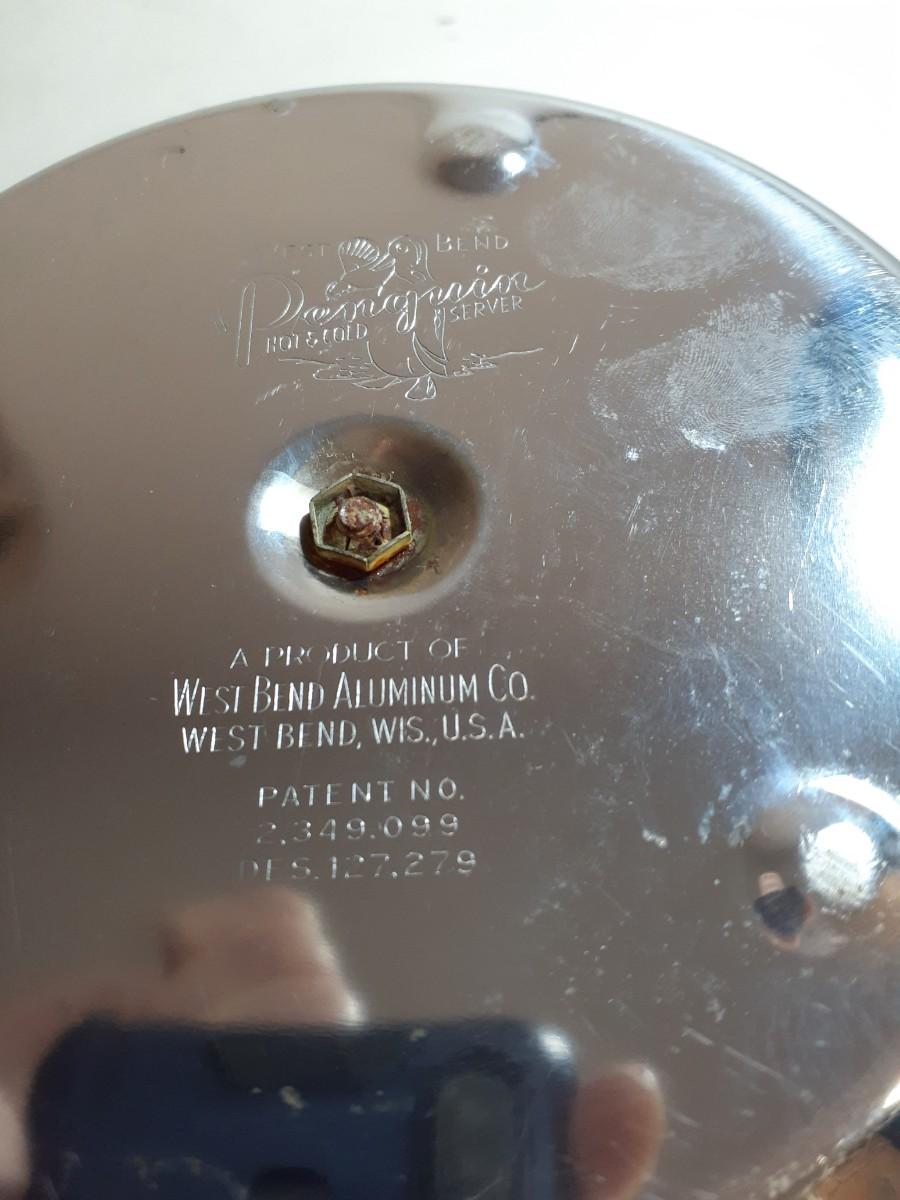 WEST BEND
Penguin
HOT & COLD SERVER
A PRODUCT OF
WEST BEND ALUMINUM CO.
WEST BEND, WIS., U.S.A.
PATENT NO.
2,349.099
DES. 127,279